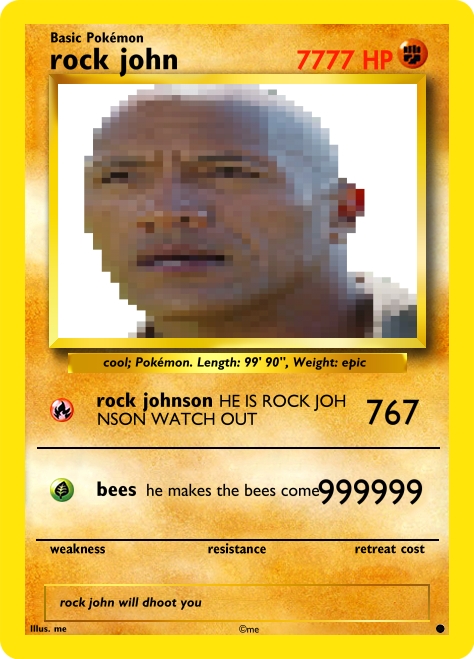 Basic Pokémon
rock john 7777 HP
cool; Pokémon. Length: 99' 90", Weight: epic
rock johnson HE IS ROCK JOH
NSON WATCH OUT 767
bees he makes the bees come 999999
weakness resistance retreat cost
rock john will dhoot you
Illus. me ©me